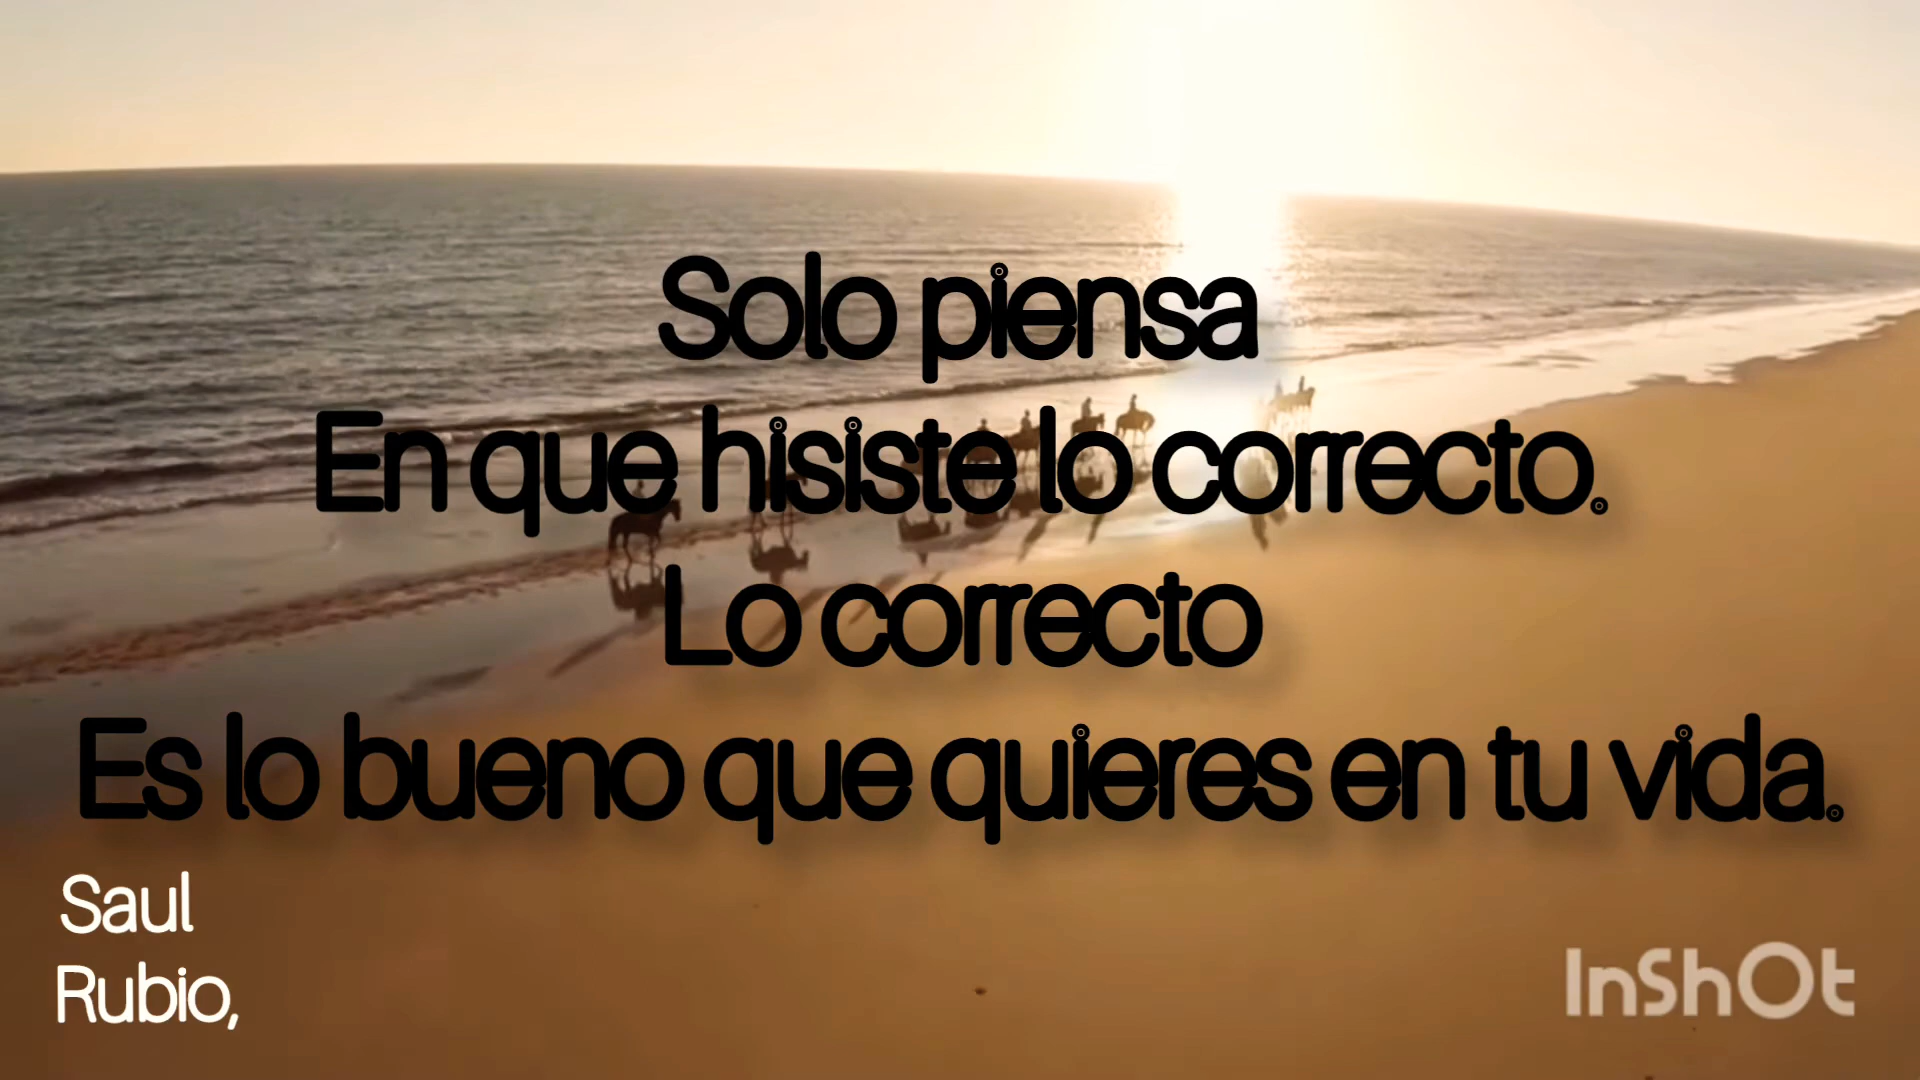 Solo piensa
En que hisiste lo correcto.
Lo correcto
Es lo bueno que quieres en tu vida.
Saul
Rubio,
InShOt